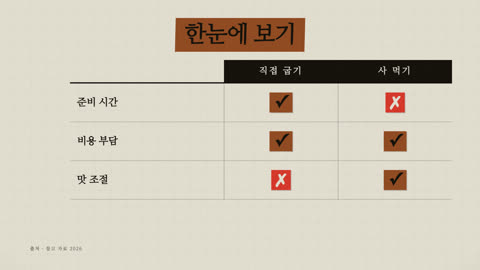 한눈에 보기
직접 굽기 사 먹기
준비 시간 ✓ ✗
비용 부담 ✓ ✓
맛 조절 ✗ ✓
출처 · 참고 자료 2026